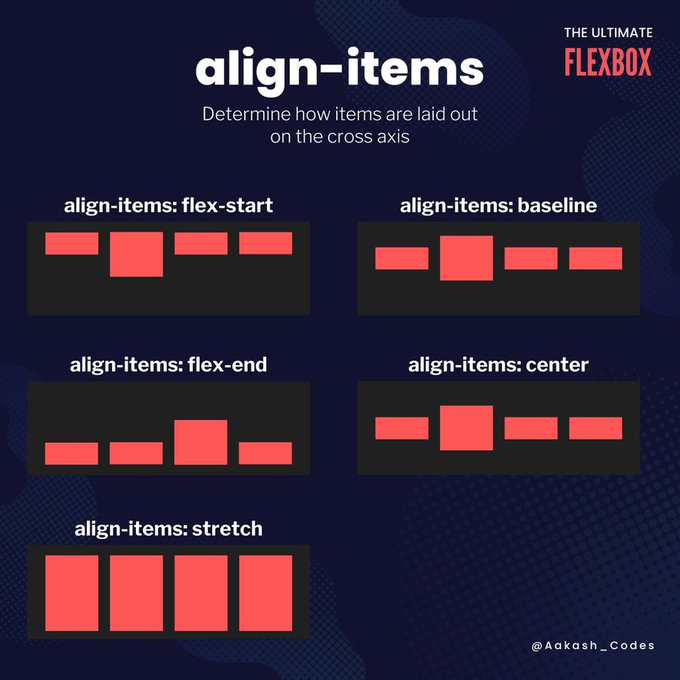 THE ULTIMATE
FLEXBOX
align-items
Determine how items are laid out
on the cross axis
align-items: flex-start
align-items: baseline
align-items: flex-end
align-items: center
align-items: stretch
@Aakash_Codes